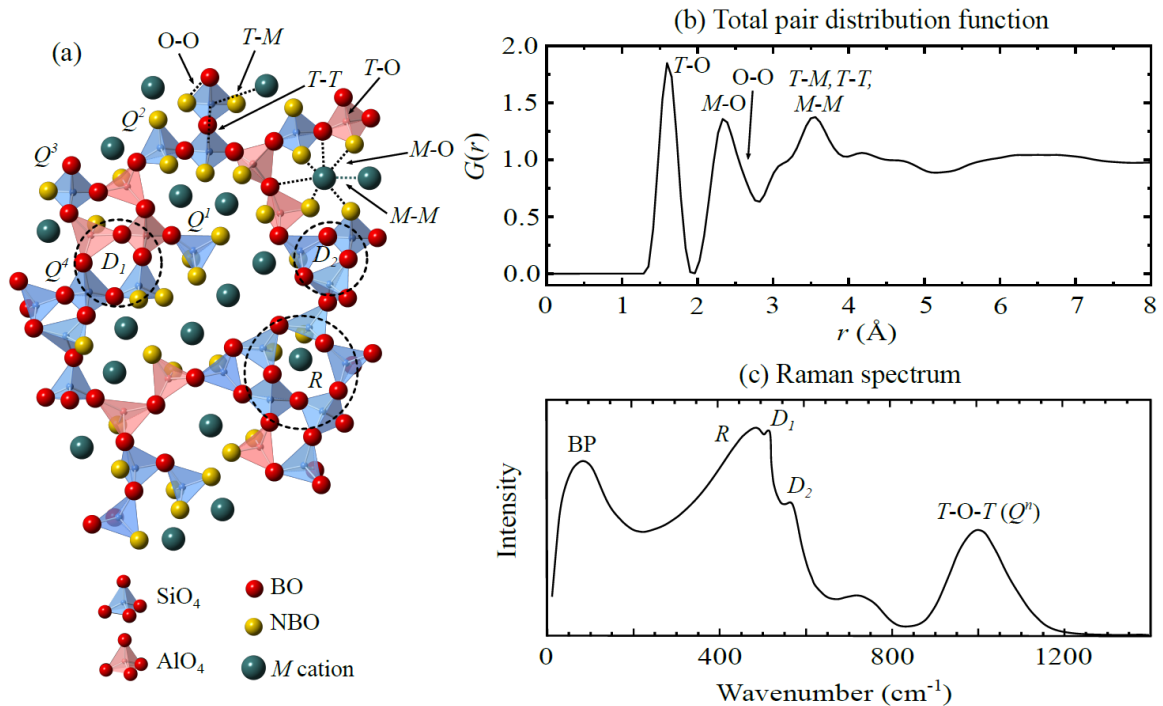 (a)
O-O
T-M
T-T
T-O
Q²
Q³
M-O
M-M
Q¹
D₁
D₂
Q⁴
R
SiO₄
AlO₄
BO
NBO
M cation
(b) Total pair distribution function
2.0
1.5
1.0
0.5
0.0
G(r)
T-O
M-O
O-O
T-M, T-T,
M-M
0 1 2 3 4 5 6 7 8
r (Å)
(c) Raman spectrum
Intensity
BP
R
D₁
D₂
T-O-T (Qⁿ)
0 400 800 1200
Wavenumber (cm⁻¹)